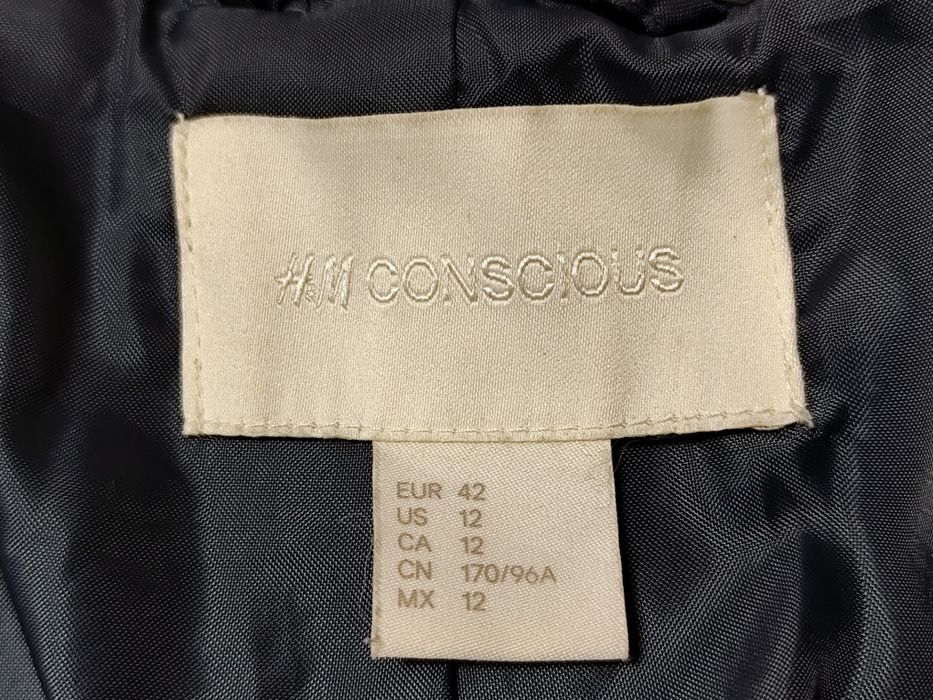 H&M CONSCIOUS
EUR 42
US 12
CA 12
CN 170/96A
MX 12